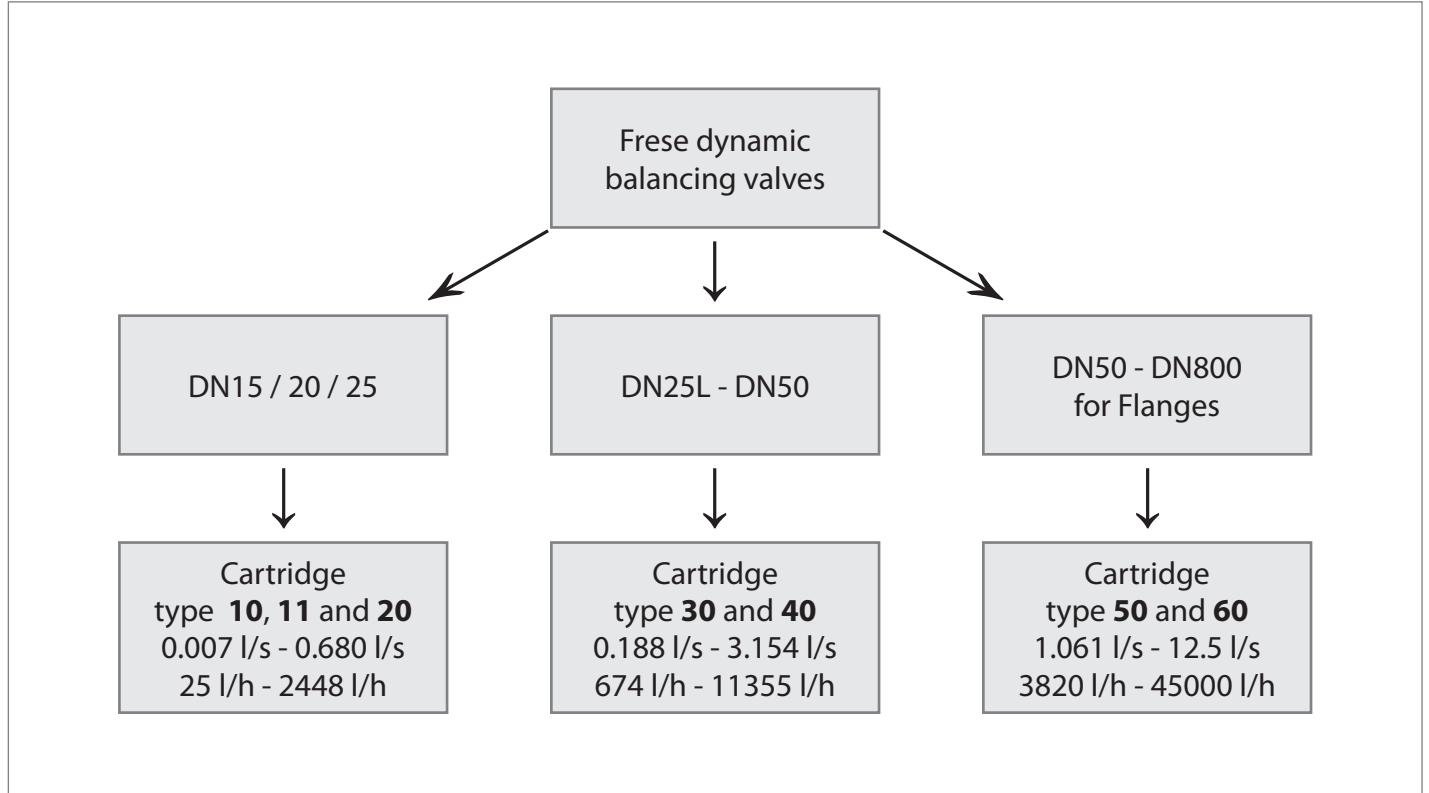 Frese dynamic
balancing valves
DN15 / 20 / 25
DN25L - DN50
DN50 - DN800
for Flanges
Cartridge
type 10, 11 and 20
0.007 l/s - 0.680 l/s
25 l/h - 2448 l/h
Cartridge
type 30 and 40
0.188 l/s - 3.154 l/s
674 l/h - 11355 l/h
Cartridge
type 50 and 60
1.061 l/s - 12.5 l/s
3820 l/h - 45000 l/h